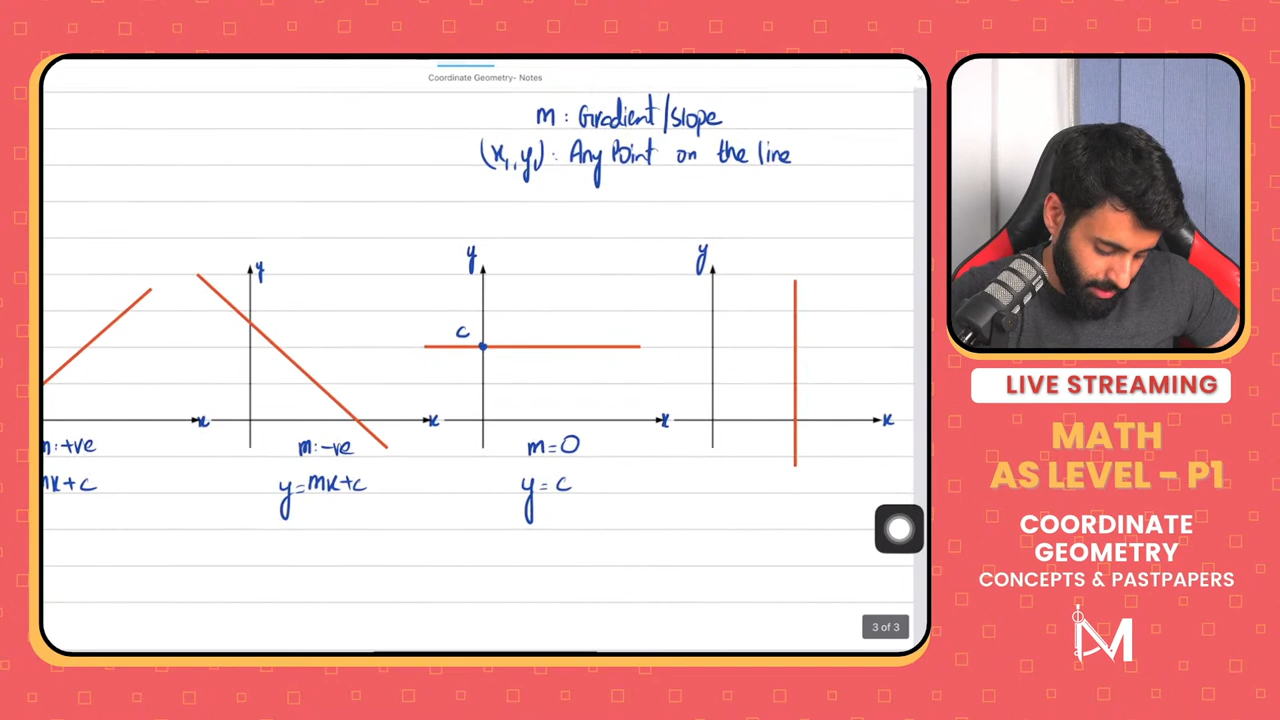 Coordinate Geometry- Notes
m : Gradient/slope
(x₁, y₁) : Any Point on the line
y
y
y
c
x
x
x
x
m: +ve
m: -ve
m = 0
mx + c
y = mx + c
y = c
3 of 3
LIVE STREAMING
MATH
AS LEVEL - P1
COORDINATE
GEOMETRY
CONCEPTS & PASTPAPERS
M